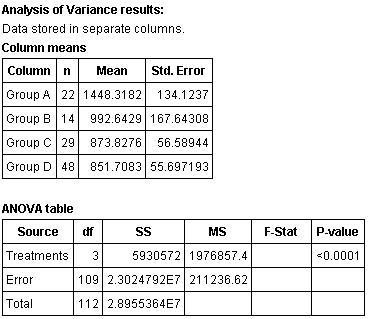 Analysis of Variance results:
Data stored in separate columns.
Column means
Column n Mean Std. Error
Group A 22 1448.3182 134.1237
Group B 14 992.6429 167.64308
Group C 29 873.8276 56.58944
Group D 48 851.7083 55.697193
ANOVA table
Source df SS MS F-Stat P-value
Treatments 3 5930572 1976857.4 <0.0001
Error 109 2.3024792E7 211236.62
Total 112 2.8955364E7